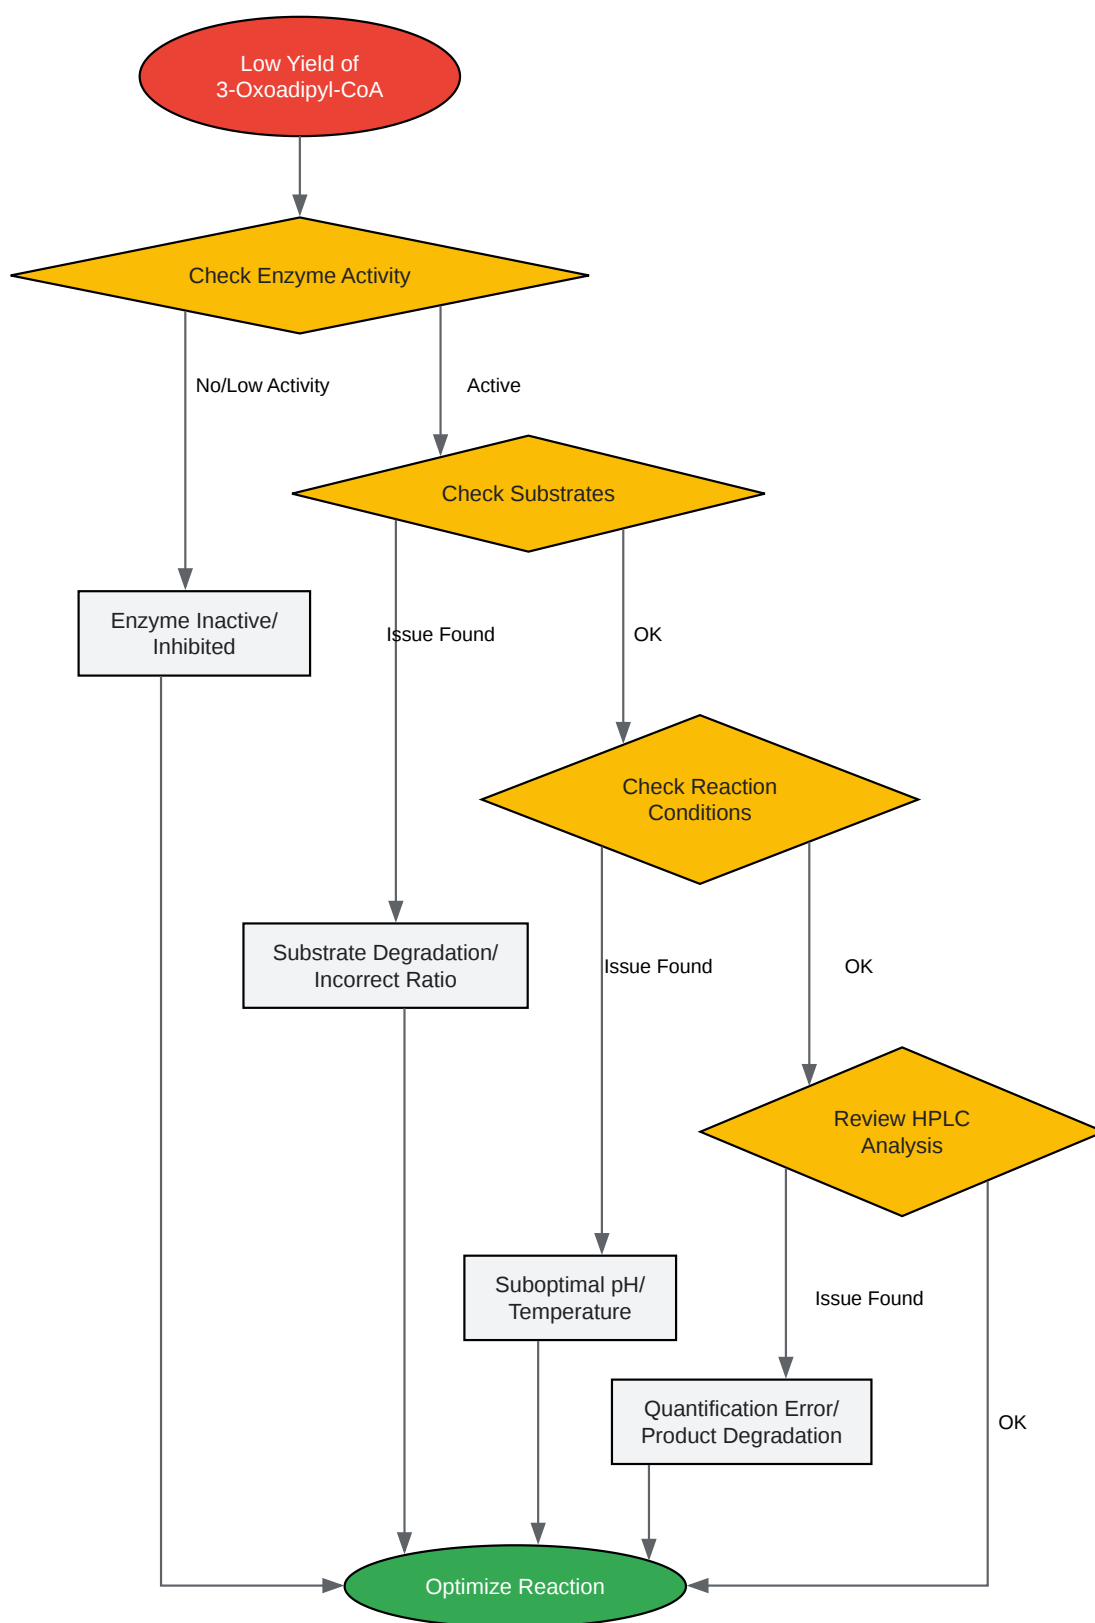 Low Yield of
3-Oxoadipyl-CoA
Check Enzyme Activity
No/Low Activity
Active
Check Substrates
Enzyme Inactive/
Inhibited
Issue Found
OK
Check Reaction
Conditions
Substrate Degradation/
Incorrect Ratio
Issue Found
OK
Review HPLC
Analysis
Suboptimal pH/
Temperature
Issue Found
Quantification Error/
Product Degradation
OK
Optimize Reaction